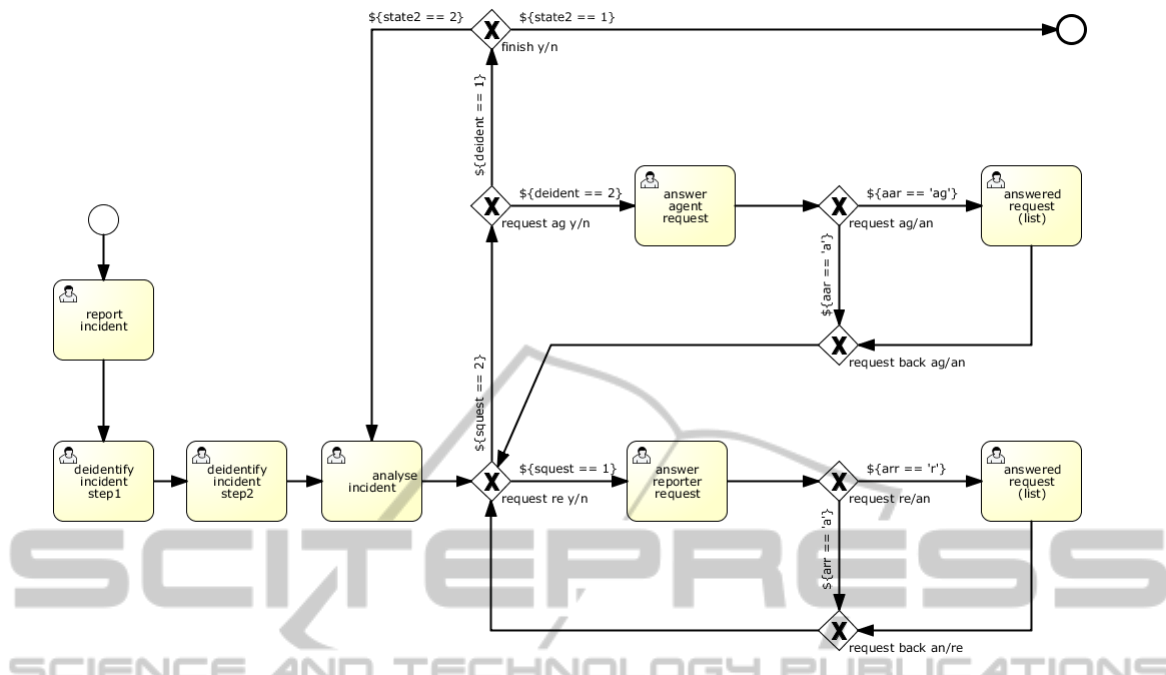 ${state2 == 2}
${state2 == 1}
finish y/n
${deident == 1}
${deident == 2}
request ag y/n
answer
agent
request
${aar == 'ag'}
request ag/an
answered
request
(list)
${aar == 'a'}
report
incident
request back ag/an
${squest == 2}
deidentify
incident
step1
deidentify
incident
step2
analyse
incident
${squest == 1}
request re y/n
answer
reporter
request
${arr == 'r'}
request re/an
answered
request
(list)
${arr == 'a'}
request back an/re
SCITEPRESS
SCIENCE AND TECHNOLOGY PUBLICATIONS